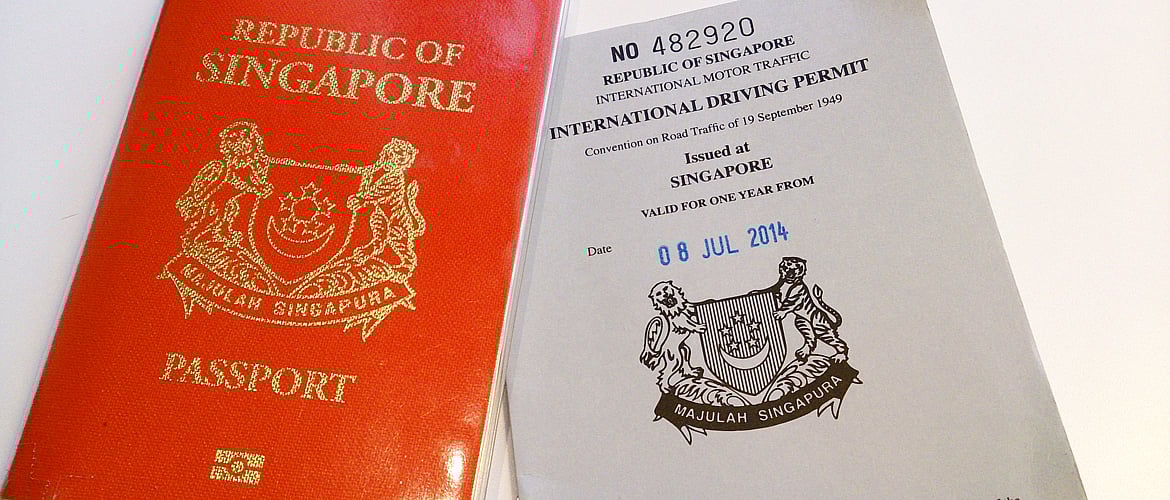 REPUBLIC OF
SINGAPORE
MAJULAH SINGAPURA
PASSPORT
NO 482920
REPUBLIC OF SINGAPORE
INTERNATIONAL MOTOR TRAFFIC
INTERNATIONAL DRIVING PERMIT
Convention on Road Traffic of 19 September 1949
Issued at
SINGAPORE
VALID FOR ONE YEAR FROM
Date 08 JUL 2014
MAJULAH SINGAPURA